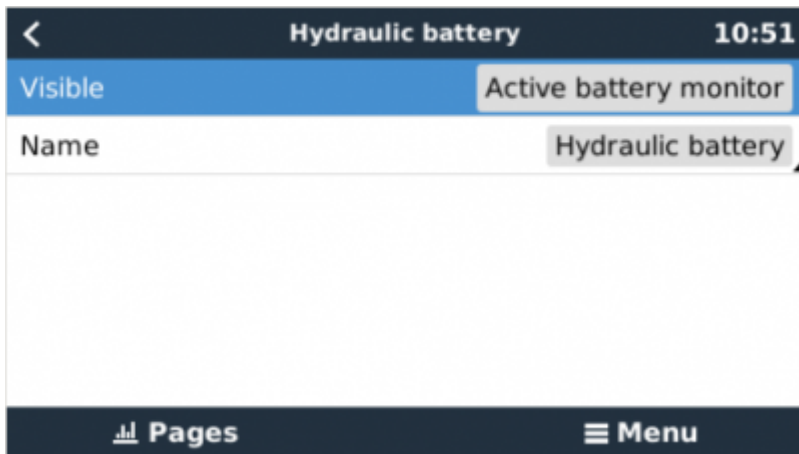 Hydraulic battery 10:51
Visible Active battery monitor
Name Hydraulic battery
Pages Menu